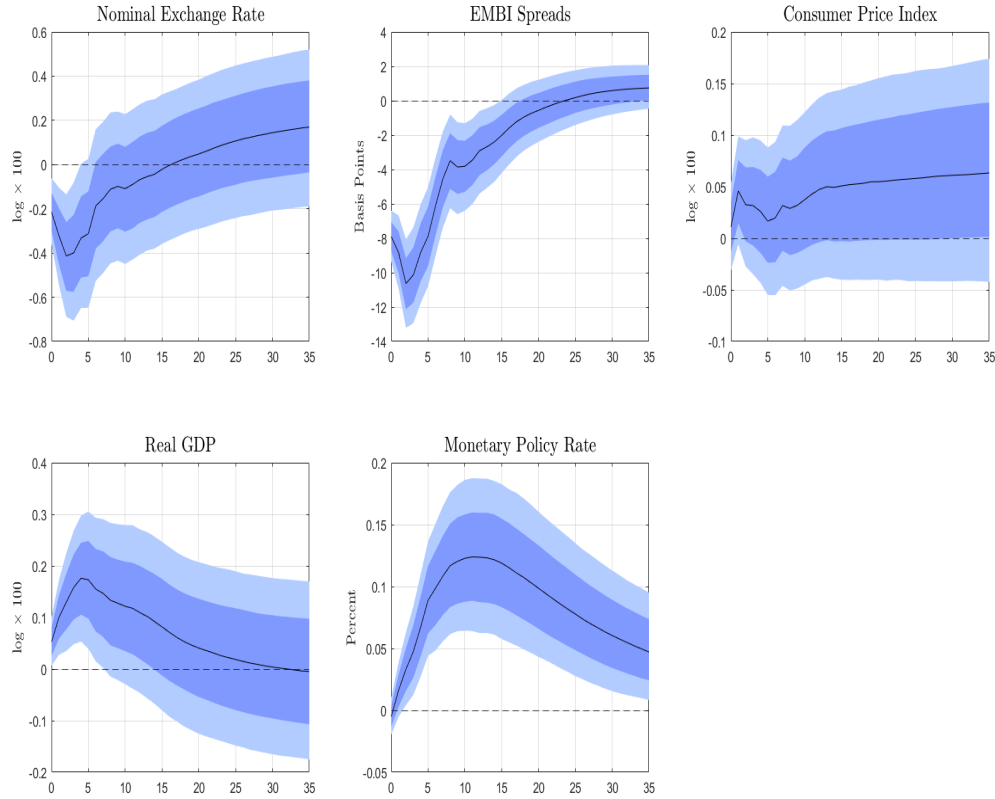 Nominal Exchange Rate
log × 100
0.6
0.4
0.2
0
-0.2
-0.4
-0.6
-0.8
0 5 10 15 20 25 30 35
EMBI Spreads
Basis Points
4
2
0
-2
-4
-6
-8
-10
-12
-14
0 5 10 15 20 25 30 35
Consumer Price Index
log × 100
0.2
0.15
0.1
0.05
0
-0.05
-0.1
0 5 10 15 20 25 30 35
Real GDP
log × 100
0.4
0.3
0.2
0.1
0
-0.1
-0.2
0 5 10 15 20 25 30 35
Monetary Policy Rate
Percent
0.2
0.15
0.1
0.05
0
-0.05
0 5 10 15 20 25 30 35